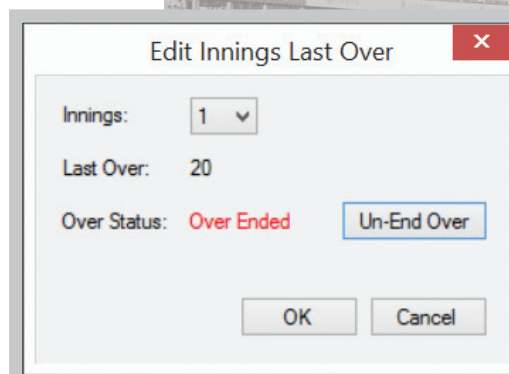 Edit Innings Last Over
Innings: 1
Last Over: 20
Over Status: Over Ended Un-End Over
OK Cancel